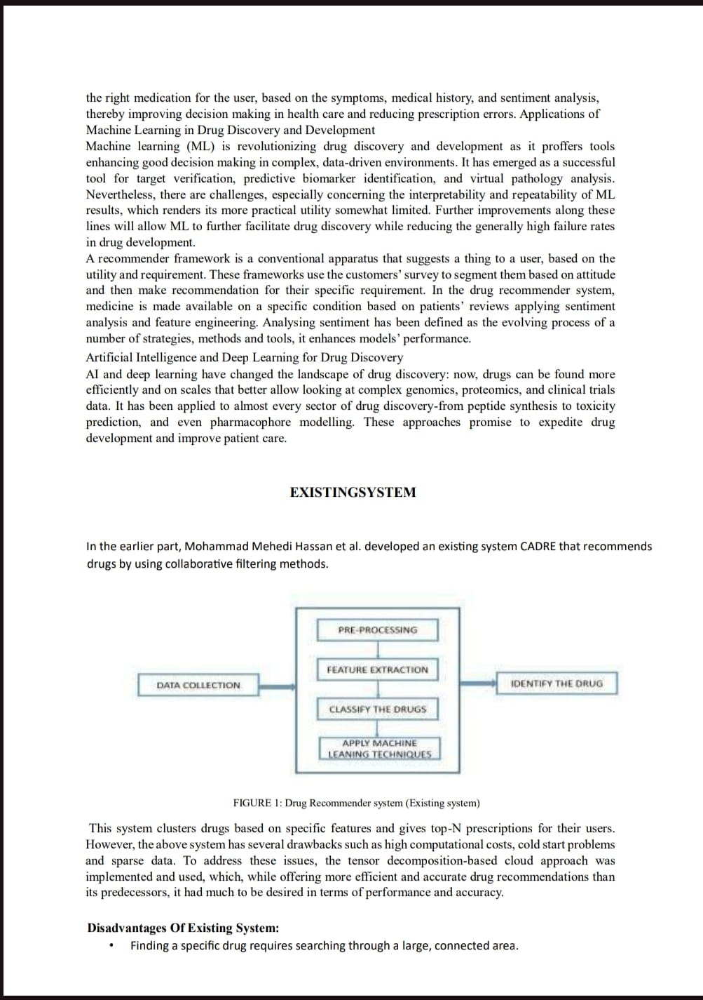 the right medication for the user, based on the symptoms, medical history, and sentiment analysis,
thereby improving decision making in health care and reducing prescription errors. Applications of
Machine Learning in Drug Discovery and Development
Machine learning (ML) is revolutionizing drug discovery and development as it proffers tools
enhancing good decision making in complex, data-driven environments. It has emerged as a successful
tool for target verification, predictive biomarker identification, and virtual pathology analysis.
Nevertheless, there are challenges, especially concerning the interpretability and repeatability of ML
results, which renders its more practical utility somewhat limited. Further improvements along these
lines will allow ML to further facilitate drug discovery while reducing the generally high failure rates
in drug development.
A recommender framework is a conventional apparatus that suggests a thing to a user, based on the
utility and requirement. These frameworks use the customers’ survey to segment them based on attitude
and then make recommendation for their specific requirement. In the drug recommender system,
medicine is made available on a specific condition based on patients’ reviews applying sentiment
analysis and feature engineering. Analysing sentiment has been defined as the evolving process of a
number of strategies, methods and tools, it enhances models’ performance.
Artificial Intelligence and Deep Learning for Drug Discovery
AI and deep learning have changed the landscape of drug discovery: now, drugs can be found more
efficiently and on scales that better allow looking at complex genomics, proteomics, and clinical trials
data. It has been applied to almost every sector of drug discovery-from peptide synthesis to toxicity
prediction, and even pharmacophore modelling. These approaches promise to expedite drug
development and improve patient care.
EXISTINGSYSTEM
In the earlier part, Mohammad Mehedi Hassan et al. developed an existing system CADRE that recommends
drugs by using collaborative filtering methods.
DATA COLLECTION
PRE-PROCESSING
FEATURE EXTRACTION
CLASSIFY THE DRUGS
APPLY MACHINE
LEANING TECHNIQUES
IDENTIFY THE DRUG
FIGURE 1: Drug Recommender system (Existing system)
This system clusters drugs based on specific features and gives top-N prescriptions for their users.
However, the above system has several drawbacks such as high computational costs, cold start problems
and sparse data. To address these issues, the tensor decomposition-based cloud approach was
implemented and used, which, while offering more efficient and accurate drug recommendations than
its predecessors, it had much to be desired in terms of performance and accuracy.
Disadvantages Of Existing System:
• Finding a specific drug requires searching through a large, connected area.